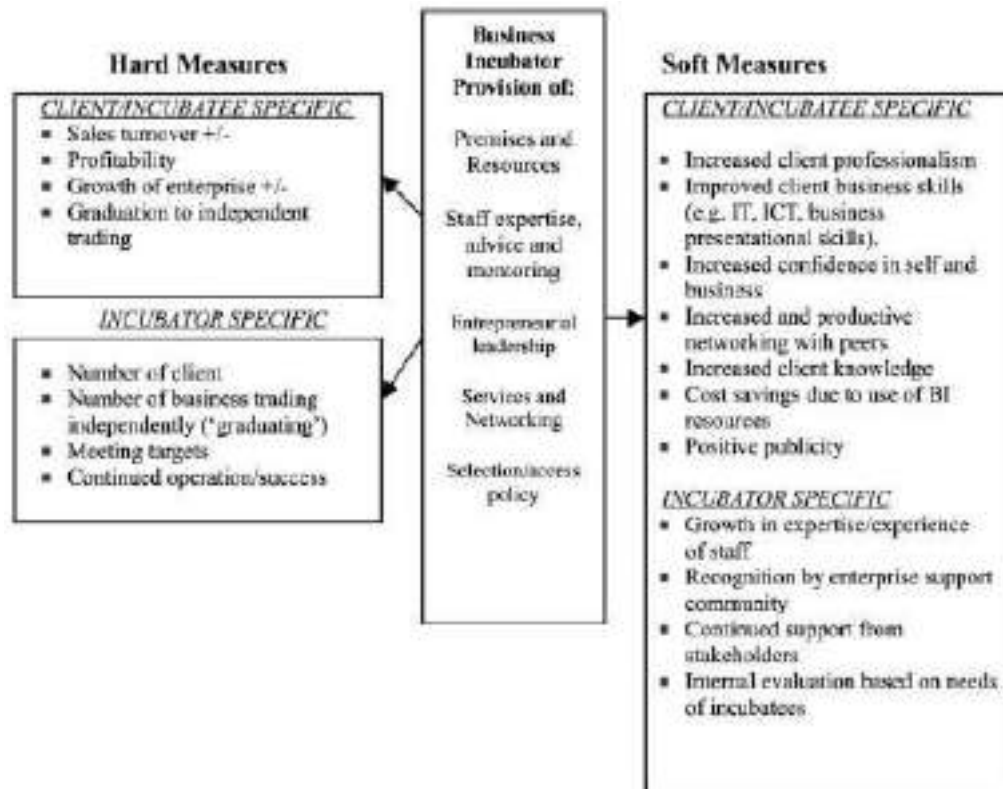 Hard Measures
CLIENT/INCUBATEE SPECIFIC
▪ Sales turnover +/-
▪ Profitability
▪ Growth of enterprise +/-
▪ Graduation to independent
trading
INCUBATOR SPECIFIC
▪ Number of client
▪ Number of business trading
independently ('graduating')
▪ Meeting targets
▪ Continued operation/success
Business
Incubator
Provision of:
Premises and
Resources
Staff expertise,
advice and
mentoring
Entrepreneurial
leadership
Services and
Networking
Selection/access
policy
Soft Measures
CLIENT/INCUBATEE SPECIFIC
▪ Increased client professionalism
▪ Improved client business skills
(e.g. IT, ICT, business
presentational skills).
▪ Increased confidence in self and
business
▪ Increased and productive
networking with peers
▪ Increased client knowledge
▪ Cost savings due to use of BI
resources
▪ Positive publicity
INCUBATOR SPECIFIC
▪ Growth in expertise/experience
of staff
▪ Recognition by enterprise support
community
▪ Continued support from
stakeholders
▪ Internal evaluation based on needs
of incubatees